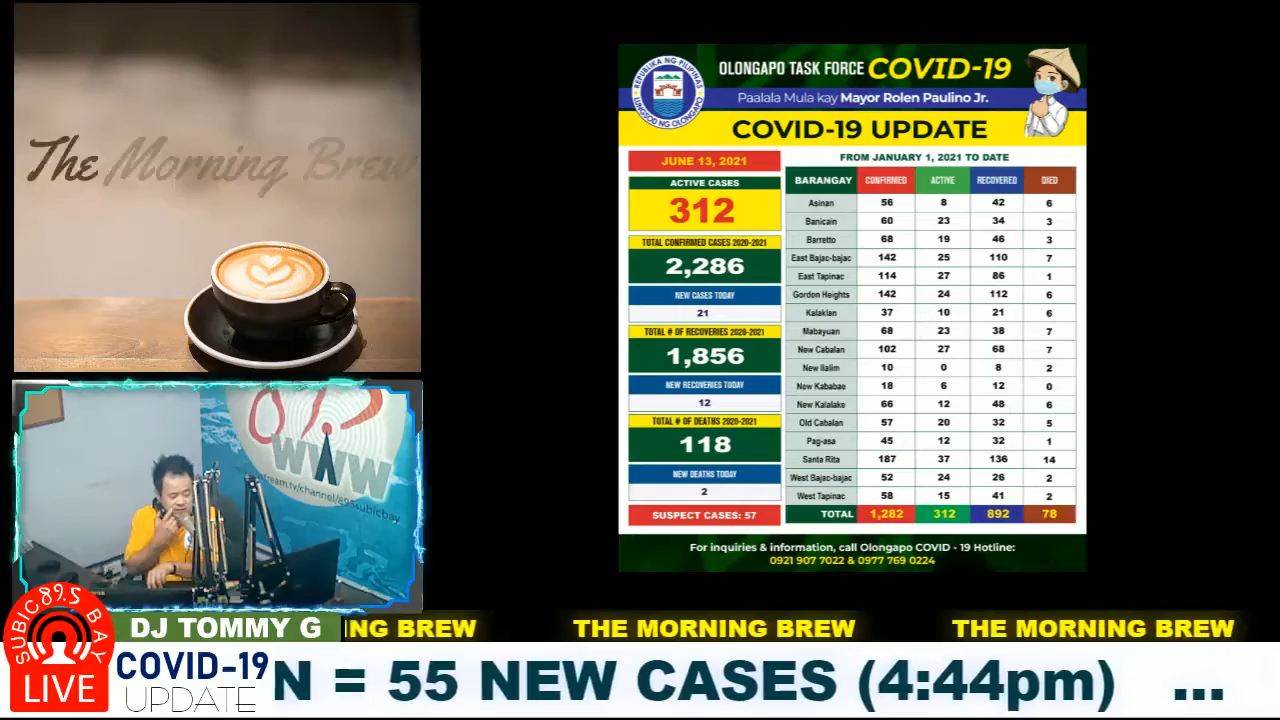 The Morning Brew
REPUBLIKA NG PILIPINAS
LUNGSOD NG OLONGAPO
OLONGAPO TASK FORCE COVID-19
Paalala Mula kay Mayor Rolen Paulino Jr.
COVID-19 UPDATE
JUNE 13, 2021
ACTIVE CASES
312
TOTAL CONFIRMED CASES 2020-2021
2,286
NEW CASES TODAY
21
TOTAL # OF RECOVERIES 2020-2021
1,856
NEW RECOVERIES TODAY
12
TOTAL # OF DEATHS 2020-2021
118
NEW DEATHS TODAY
2
SUSPECT CASES: 57
FROM JANUARY 1, 2021 TO DATE
BARANGAY CONFIRMED ACTIVE RECOVERED DIED
Asinan 56 8 42 6
Banicain 60 23 34 3
Barretto 68 19 46 3
East Bajac-bajac 142 25 110 7
East Tapinac 114 27 86 1
Gordon Heights 142 24 112 6
Kalaklan 37 10 21 6
Mabayuan 68 23 38 7
New Cabalan 102 27 68 7
New Ilalim 10 0 8 2
New Kababae 18 6 12 0
New Kalalake 66 12 48 6
Old Cabalan 57 20 32 5
Pag-asa 45 12 32 1
Santa Rita 187 37 136 14
West Bajac-bajac 52 24 26 2
West Tapinac 58 15 41 2
TOTAL 1,282 312 892 78
For inquiries & information, call Olongapo COVID - 19 Hotline:
0921 907 7022 & 0977 769 0224
WWW
stream.tv/channel/895subicbay
SUBIC 89.5 BAY
LIVE
DJ TOMMY G
ING BREW THE MORNING BREW THE MORNING BREW
COVID-19
UPDATE
N = 55 NEW CASES (4:44pm) ...